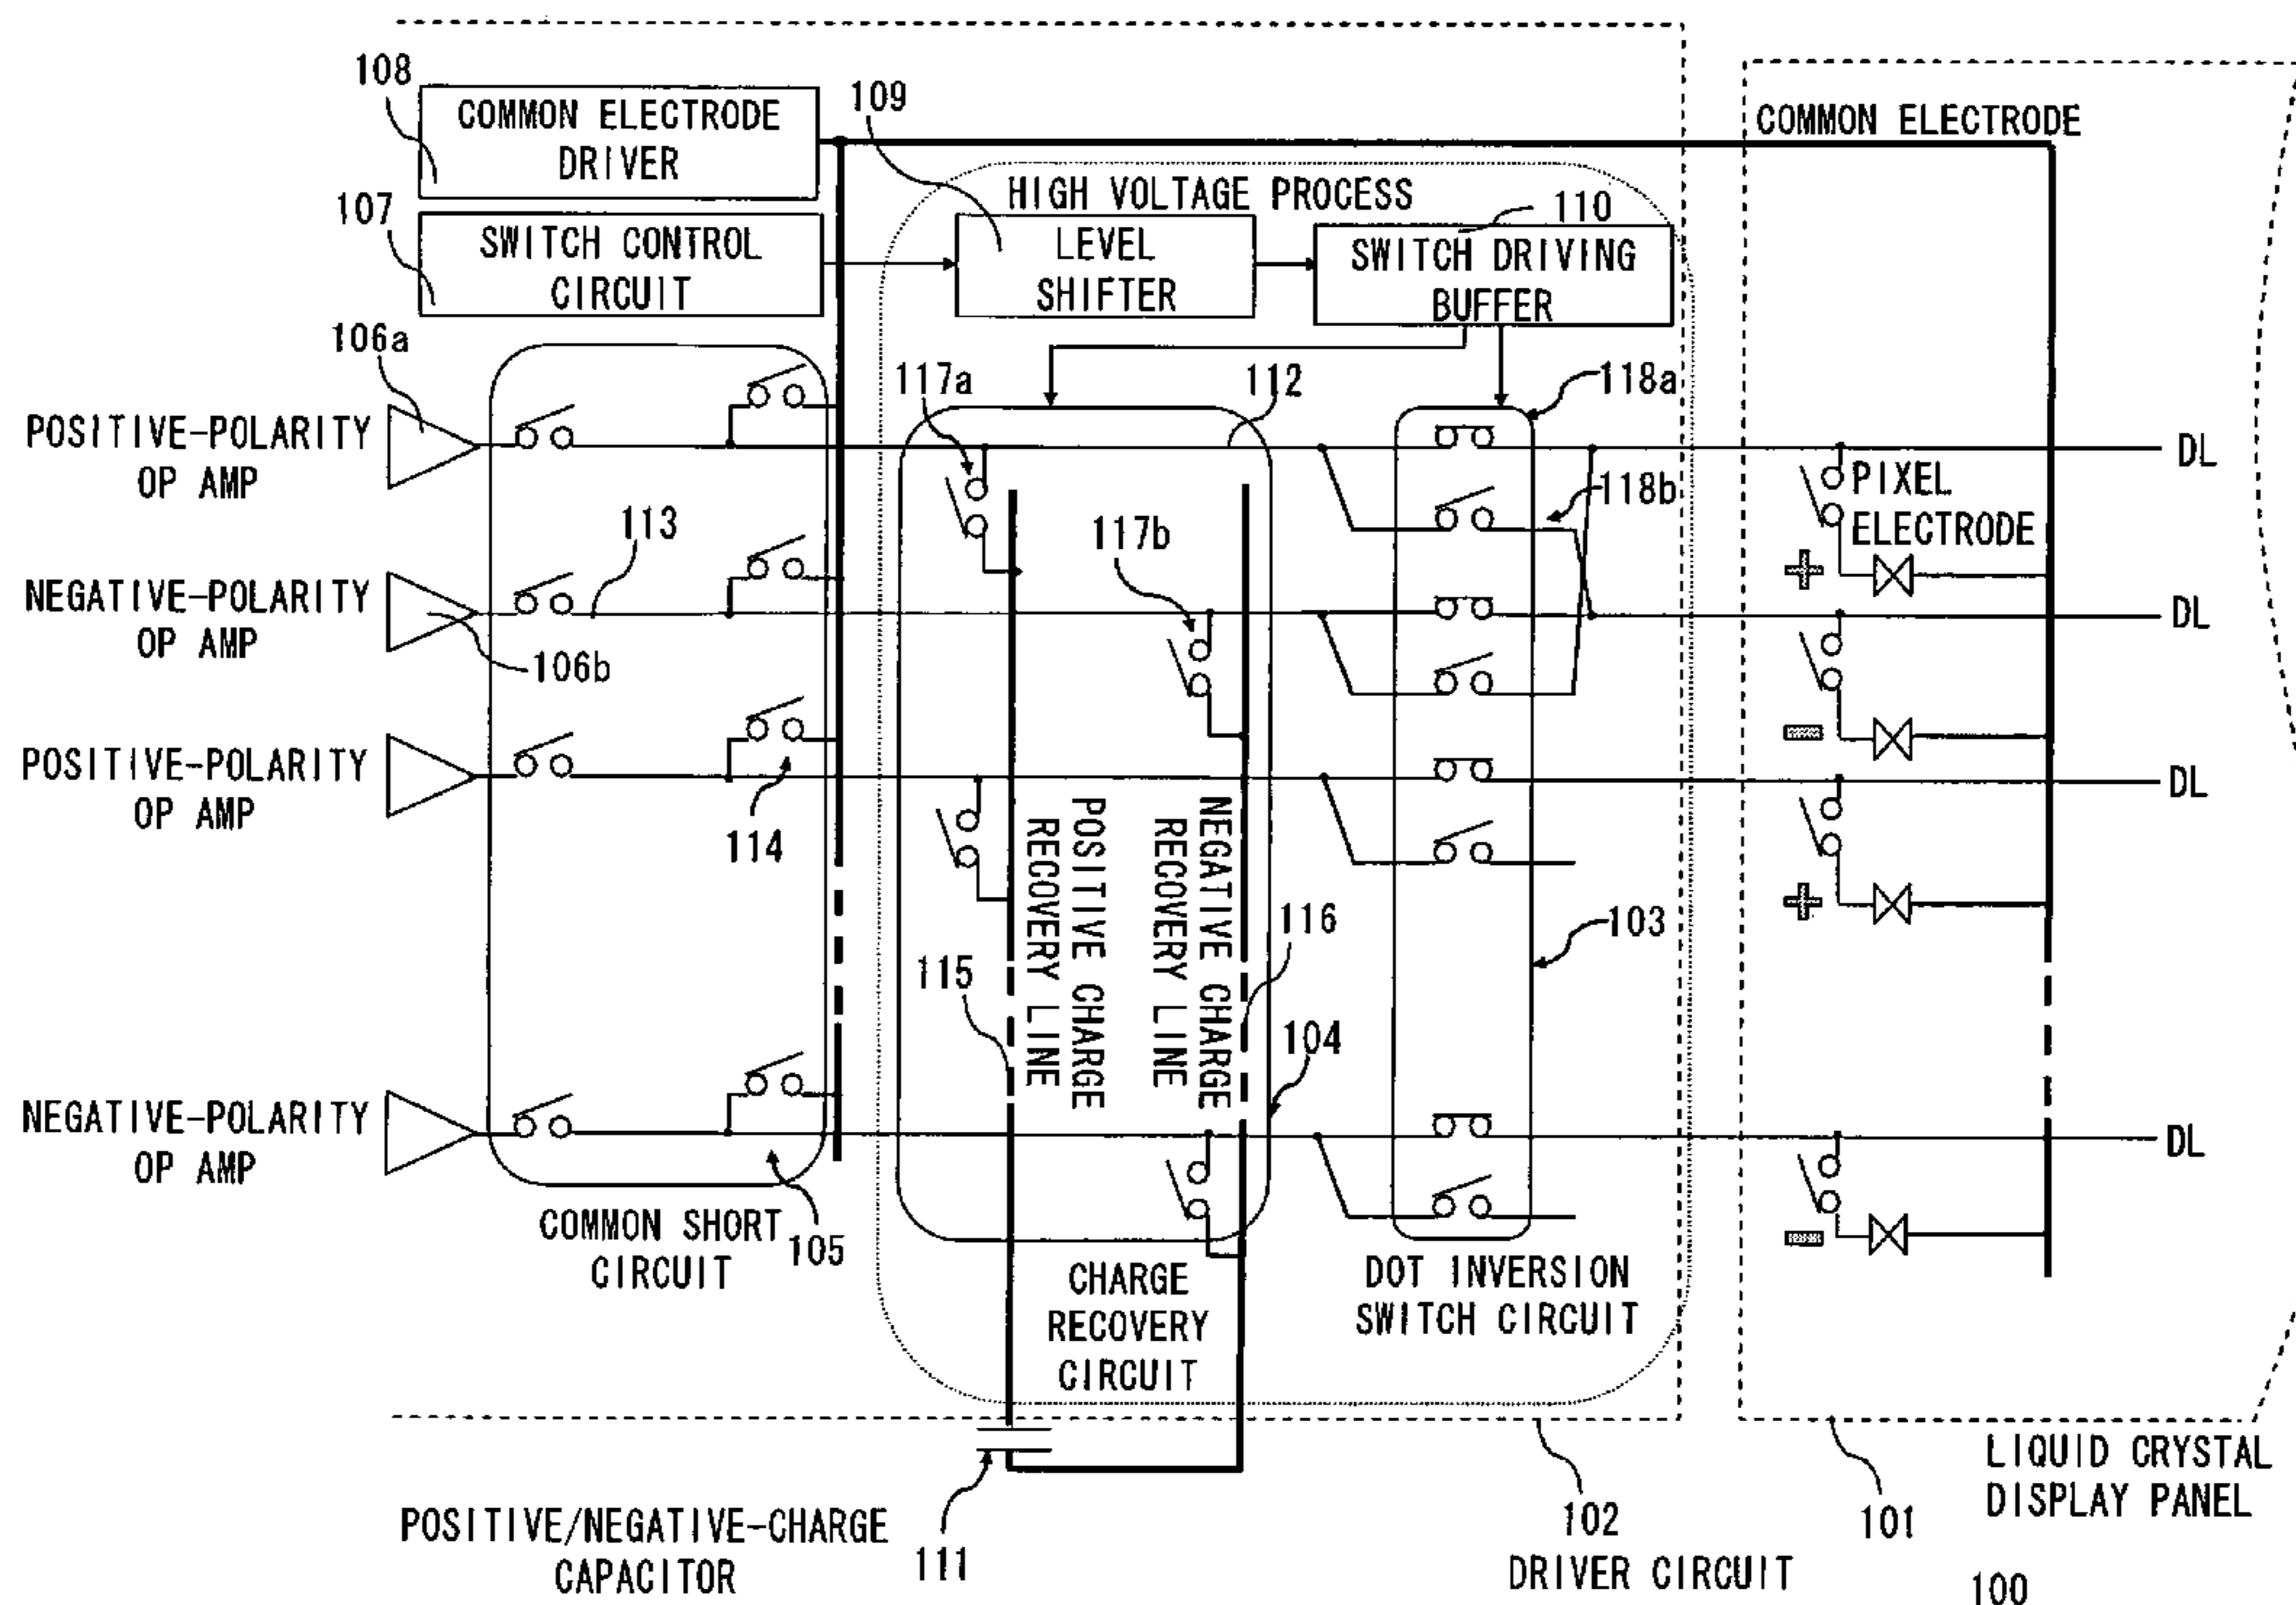 108
COMMON ELECTRODE
DRIVER
109
COMMON ELECTRODE
107
SWITCH CONTROL
CIRCUIT
HIGH VOLTAGE PROCESS
LEVEL
SHIFTER
110
SWITCH DRIVING
BUFFER
106a
117a
112
118a
POSITIVE-POLARITY
OP AMP
DL
118b
PIXEL
ELECTRODE
+
113
117b
NEGATIVE-POLARITY
OP AMP
106b
DL
-
POSITIVE-POLARITY
OP AMP
114
DL
+
POSITIVE CHARGE
RECOVERY LINE
NEGATIVE CHARGE
RECOVERY LINE
115
116
103
104
NEGATIVE-POLARITY
OP AMP
DL
-
COMMON SHORT
CIRCUIT
105
CHARGE
RECOVERY
CIRCUIT
DOT INVERSION
SWITCH CIRCUIT
POSITIVE/NEGATIVE-CHARGE
CAPACITOR
111
102
DRIVER CIRCUIT
101
LIQUID CRYSTAL
DISPLAY PANEL
100